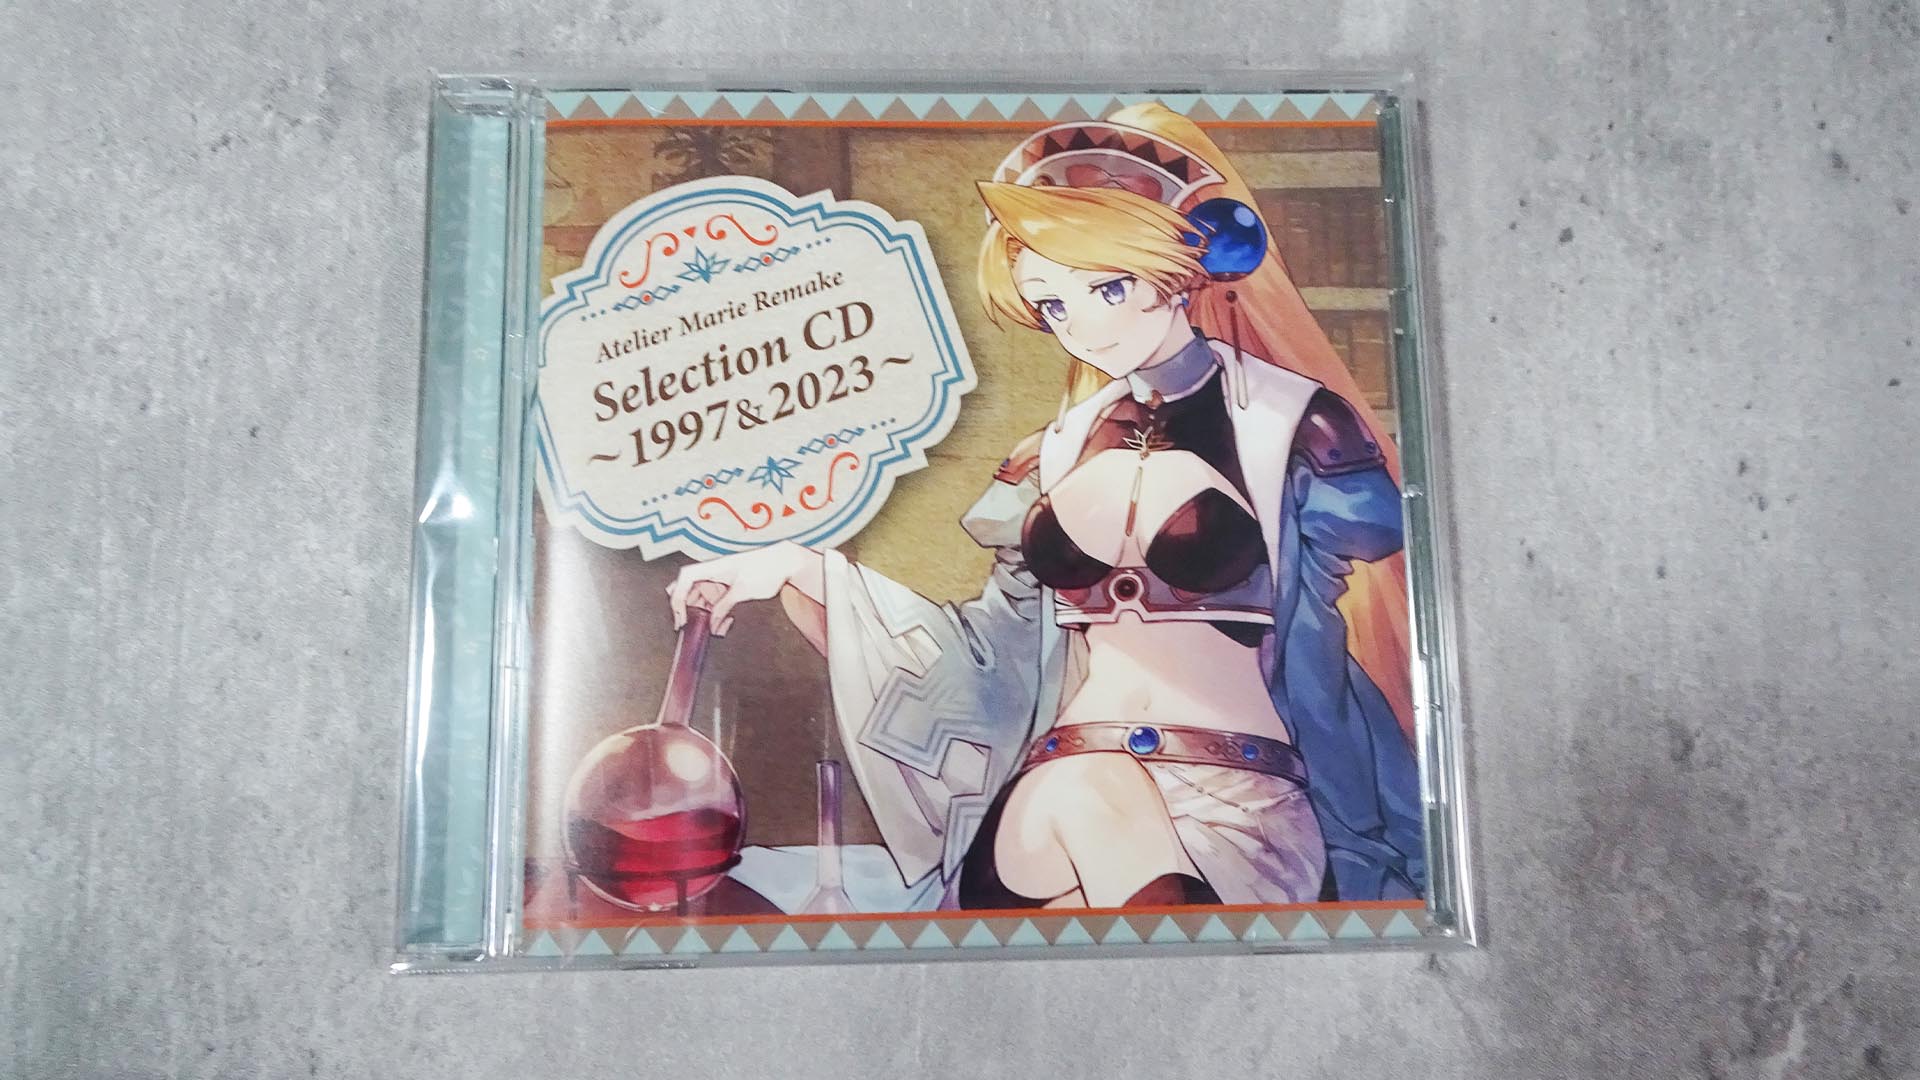 Atelier Marie Remake
Selection CD
~1997&2023~